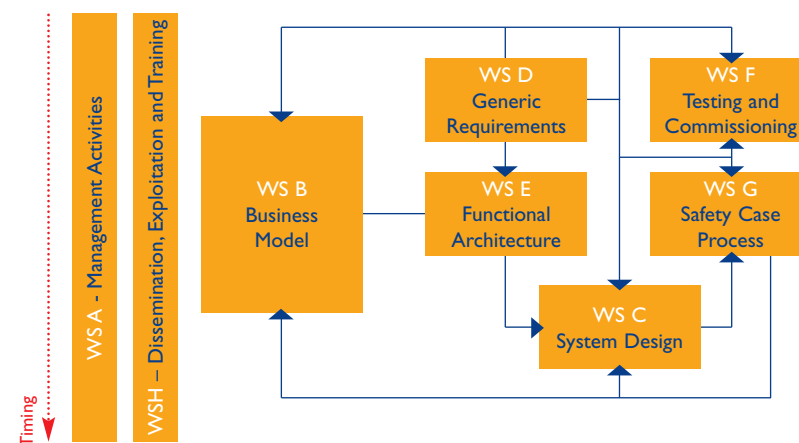 Timing
WS A - Management Activities
WSH – Dissemination, Exploitation and Training
WS B
Business
Model
WS D
Generic
Requirements
WS E
Functional
Architecture
WS F
Testing and
Commissioning
WS G
Safety Case
Process
WS C
System Design